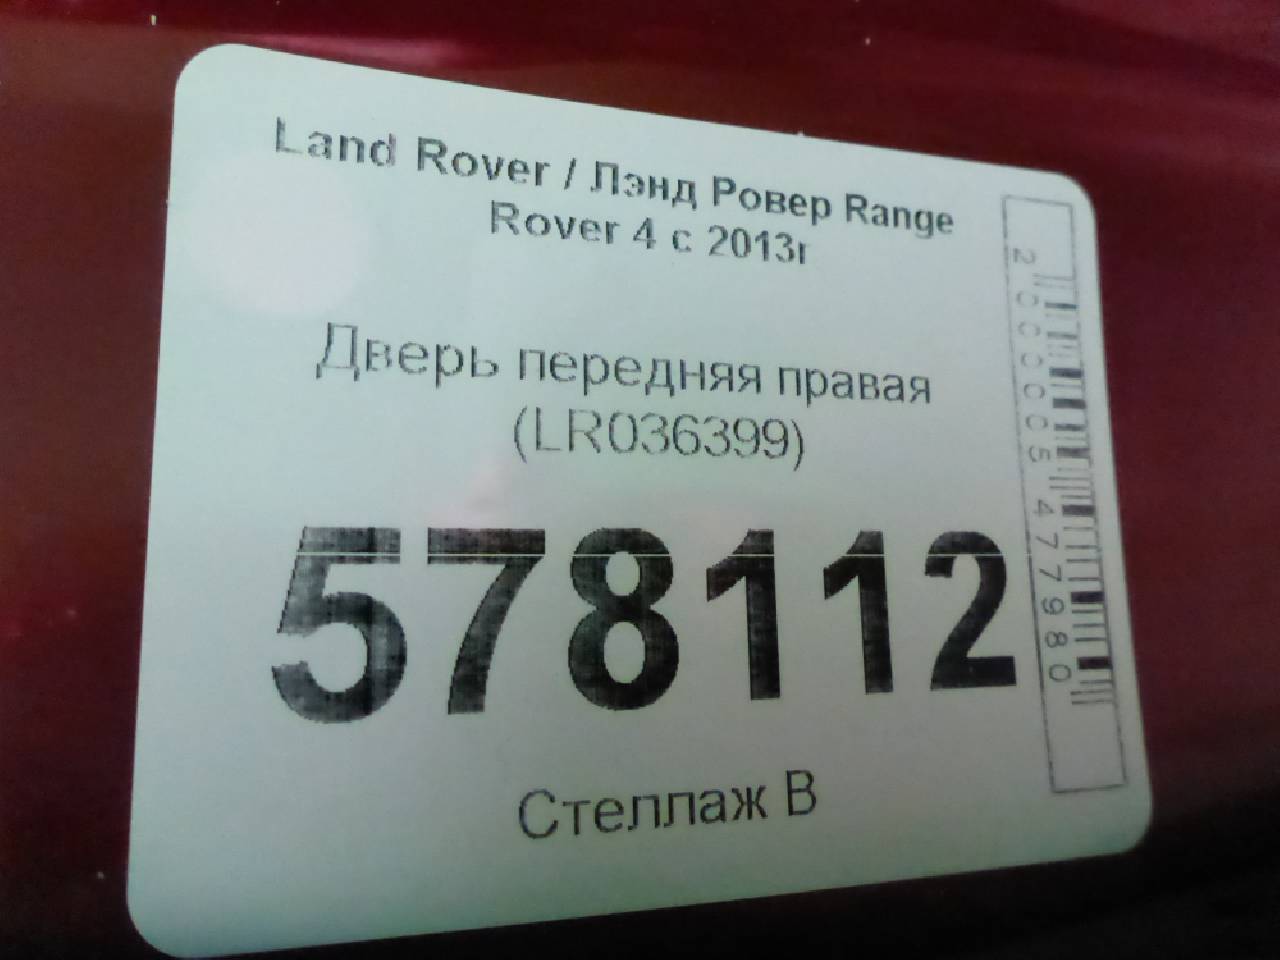 Land Rover / Лэнд Ровер Range
Rover 4 с 2013г
Дверь передняя правая
(LR036399)
578112
Стеллаж В
2000005477980